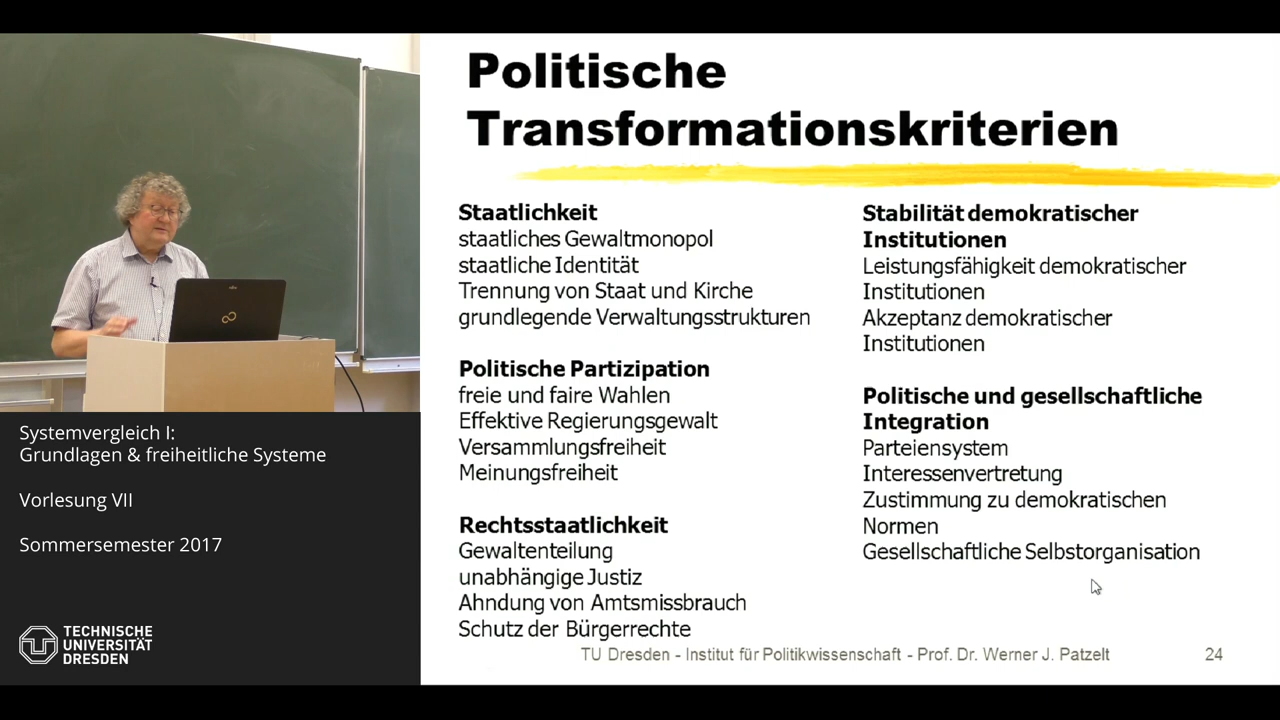 Politische
Transformationskriterien
Staatlichkeit
staatliches Gewaltmonopol
staatliche Identität
Trennung von Staat und Kirche
grundlegende Verwaltungsstrukturen
Politische Partizipation
freie und faire Wahlen
Effektive Regierungsgewalt
Versammlungsfreiheit
Meinungsfreiheit
Rechtsstaatlichkeit
Gewaltenteilung
unabhängige Justiz
Ahndung von Amtsmissbrauch
Schutz der Bürgerrechte
Stabilität demokratischer
Institutionen
Leistungsfähigkeit demokratischer
Institutionen
Akzeptanz demokratischer
Institutionen
Politische und gesellschaftliche
Integration
Parteiensystem
Interessenvertretung
Zustimmung zu demokratischen
Normen
Gesellschaftliche Selbstorganisation
TU Dresden - Institut für Politikwissenschaft - Prof. Dr. Werner J. Patzelt
24
Systemvergleich I:
Grundlagen & freiheitliche Systeme
Vorlesung VII
Sommersemester 2017
TECHNISCHE
UNIVERSITÄT
DRESDEN